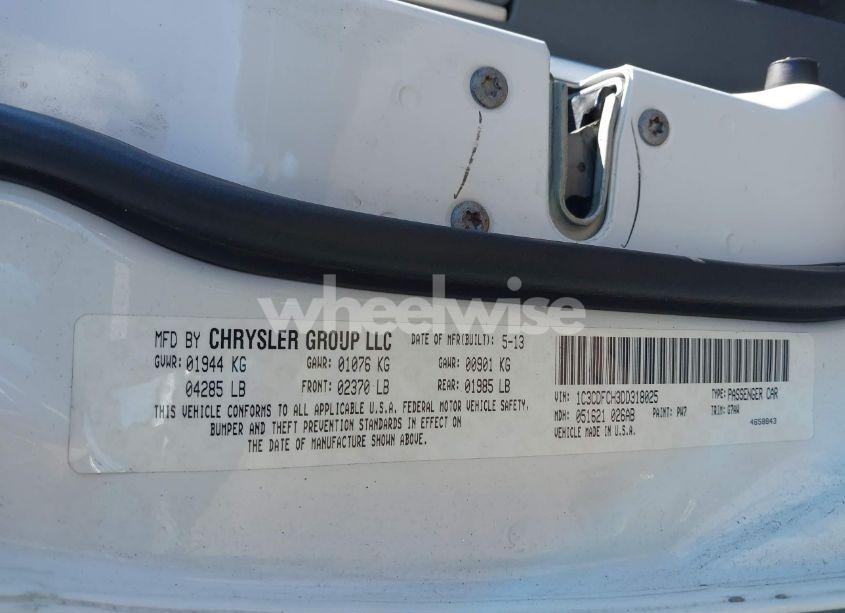 wheelwise
MFD BY CHRYSLER GROUP LLC DATE OF MFR(BUILT): 5-13
GVWR: 01944 KG GAWR: 01076 KG GAWR: 00901 KG
04285 LB FRONT: 02370 LB REAR: 01985 LB
THIS VEHICLE CONFORMS TO ALL APPLICABLE U.S.A. FEDERAL MOTOR VEHICLE SAFETY,
BUMPER AND THEFT PREVENTION STANDARDS IN EFFECT ON
THE DATE OF MANUFACTURE SHOWN ABOVE.
VIN: 1C3CDFCH3DD318025 TYPE: PASSENGER CAR
MDH: 051621 026AB PAINT: PW7 TRIM: G7XW
VEHICLE MADE IN U.S.A. 4658843